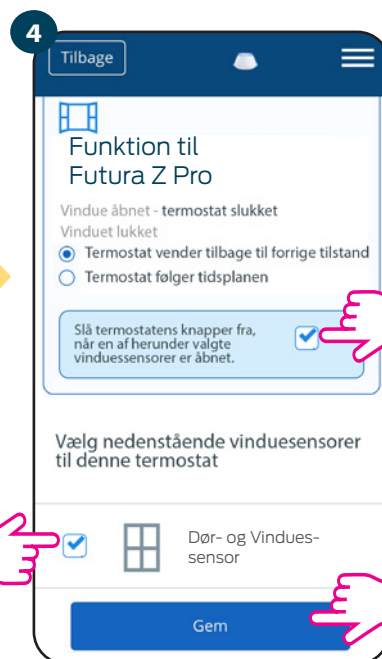 4
Tilbage
Funktion til
Futura Z Pro
Vindue åbnet - termostat slukket
Vinduet lukket
Termostat vender tilbage til forrige tilstand
Termostat følger tidsplanen
Slå termostatens knapper fra,
når en af herunder valgte
vinduessensorer er åbnet.
Vælg nedenstående vinduesensorer
til denne termostat
Dør- og Vindues-
sensor
Gem